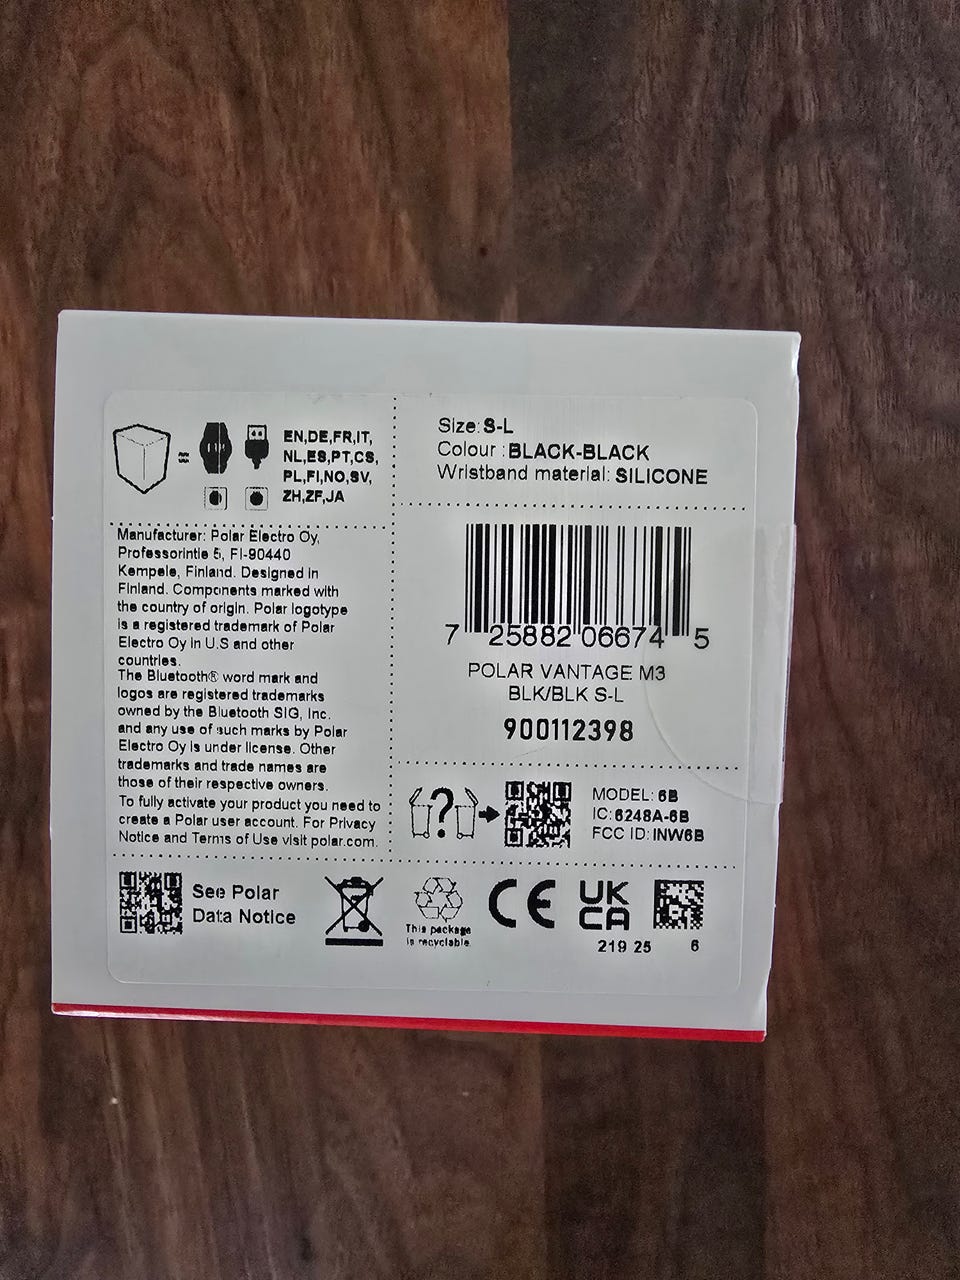 EN,DE,FR,IT,
NL,ES,PT,CS,
PL,FI,NO,SV,
ZH,ZF,JA
Size: S-L
Colour : BLACK-BLACK
Wristband material: SILICONE
Manufacturer: Polar Electro Oy,
Professorintie 5, FI-90440
Kempele, Finland. Designed in
Finland. Components marked with
the country of origin. Polar logotype
is a registered trademark of Polar
Electro Oy in U.S and other
countries.
The Bluetooth® word mark and
logos are registered trademarks
owned by the Bluetooth SIG, Inc.
and any use of such marks by Polar
Electro Oy is under license. Other
trademarks and trade names are
those of their respective owners.
To fully activate your product you need to
create a Polar user account. For Privacy
Notice and Terms of Use visit polar.com.
7 25882 06674 5
POLAR VANTAGE M3
BLK/BLK S-L
900112398
?
MODEL: 6B
IC: 6248A-6B
FCC ID: INW6B
See Polar
Data Notice
This package
is recyclable.
CE
UK
CA
219 25 6